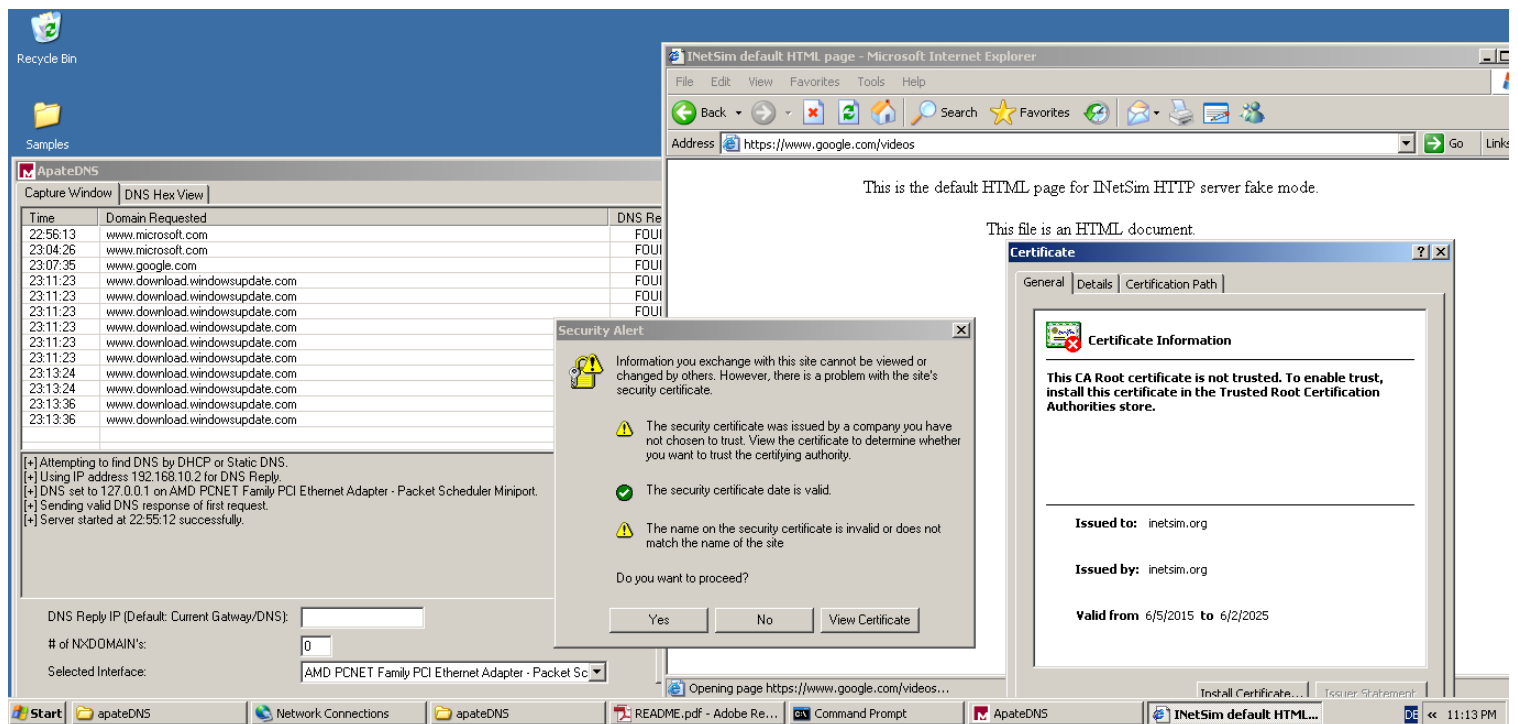 Recycle Bin
Samples
ApateDNS
Capture Window DNS Hex View
Time Domain Requested DNS Re
22:56:13 www.microsoft.com FOUI
23:04:26 www.microsoft.com FOUI
23:07:35 www.google.com FOUI
23:11:23 www.download.windowsupdate.com FOUI
23:11:23 www.download.windowsupdate.com FOUI
23:11:23 www.download.windowsupdate.com FOUI
23:11:23 www.download.windowsupdate.com
23:11:23 www.download.windowsupdate.com
23:11:23 www.download.windowsupdate.com
23:13:24 www.download.windowsupdate.com
23:13:24 www.download.windowsupdate.com
23:13:36 www.download.windowsupdate.com
23:13:36 www.download.windowsupdate.com
[+] Attempting to find DNS by DHCP or Static DNS.
[+] Using IP address 192.168.10.2 for DNS Reply.
[+] DNS set to 127.0.0.1 on AMD PCNET Family PCI Ethernet Adapter - Packet Scheduler Miniport.
[+] Sending valid DNS response of first request.
[+] Server started at 22:55:12 successfully.
DNS Reply IP (Default: Current Gatway/DNS):
# of NXDOMAIN's: 0
Selected Interface: AMD PCNET Family PCI Ethernet Adapter - Packet Sc
INetSim default HTML page - Microsoft Internet Explorer
File Edit View Favorites Tools Help
Back Search Favorites
Address https://www.google.com/videos Go Links
This is the default HTML page for INetSim HTTP server fake mode.
This file is an HTML document.
Opening page https://www.google.com/videos...
Security Alert
Information you exchange with this site cannot be viewed or
changed by others. However, there is a problem with the site's
security certificate.
The security certificate was issued by a company you have
not chosen to trust. View the certificate to determine whether
you want to trust the certifying authority.
The security certificate date is valid.
The name on the security certificate is invalid or does not
match the name of the site
Do you want to proceed?
Yes No View Certificate
Certificate
General Details Certification Path
Certificate Information
This CA Root certificate is not trusted. To enable trust,
install this certificate in the Trusted Root Certification
Authorities store.
Issued to: inetsim.org
Issued by: inetsim.org
Valid from 6/5/2015 to 6/2/2025
Install Certificate... Issuer Statement
Start apateDNS Network Connections apateDNS README.pdf - Adobe Re... Command Prompt ApateDNS INetSim default HTML... DE « 11:13 PM